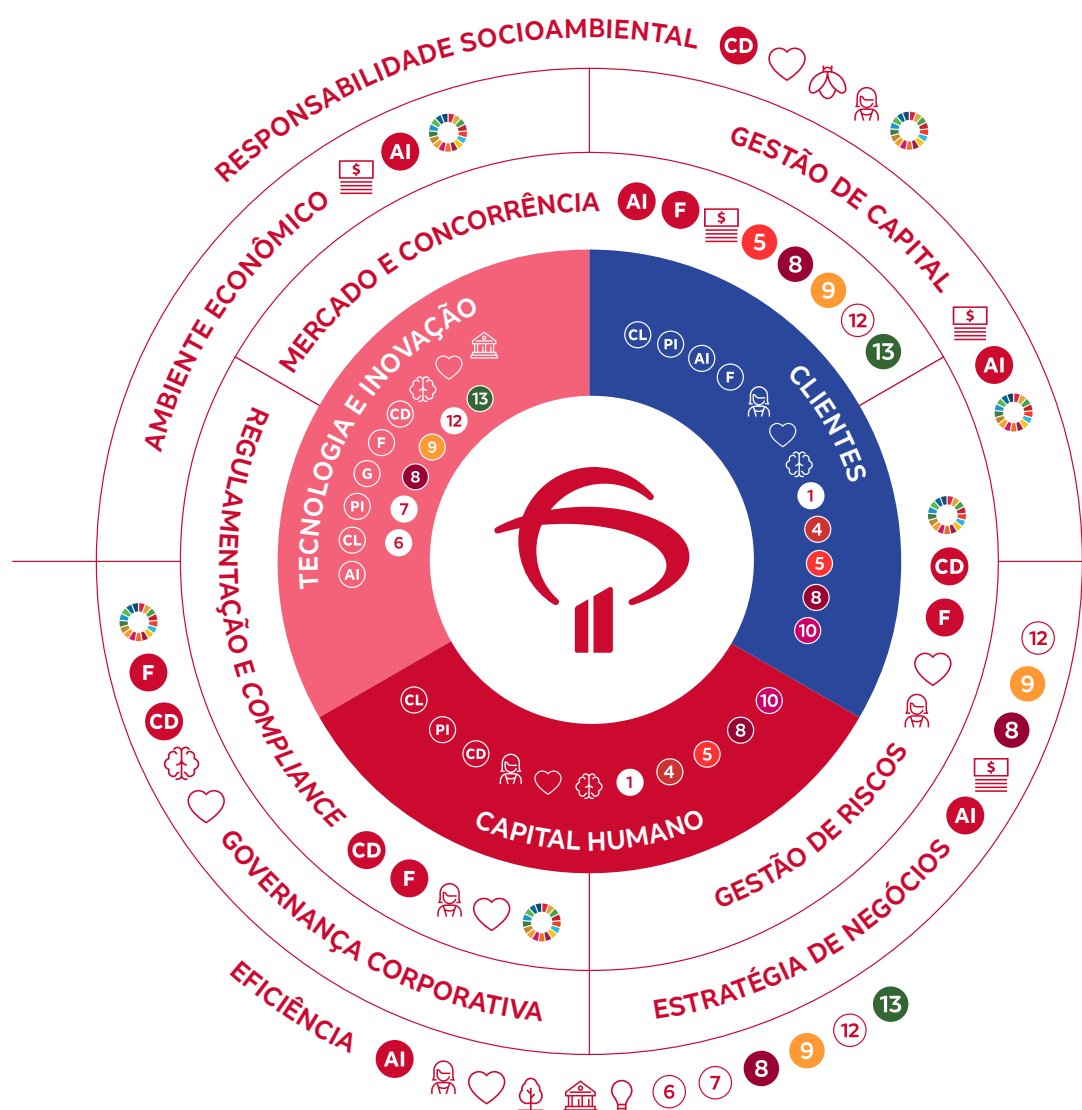 RESPONSABILIDADE SOCIOAMBIENTAL CD
AMBIENTE ECONÔMICO $ AI
GESTÃO DE CAPITAL $ AI
MERCADO E CONCORRÊNCIA AI F $ 5 8 9 12 13
TECNOLOGIA E INOVAÇÃO
AI CL PI G F CD
6 7 8 9 12 13
CLIENTES
CL PI AI F
1 4 5 8 10
CAPITAL HUMANO
CL PI CD 1 4 5 8 10
REGULAMENTAÇÃO E COMPLIANCE CD F
GESTÃO DE RISCOS
CD F
GOVERNANÇA CORPORATIVA
F CD
ESTRATÉGIA DE NEGÓCIOS AI $ 8 9 12
EFICIÊNCIA AI 6 7 8 9 12 13